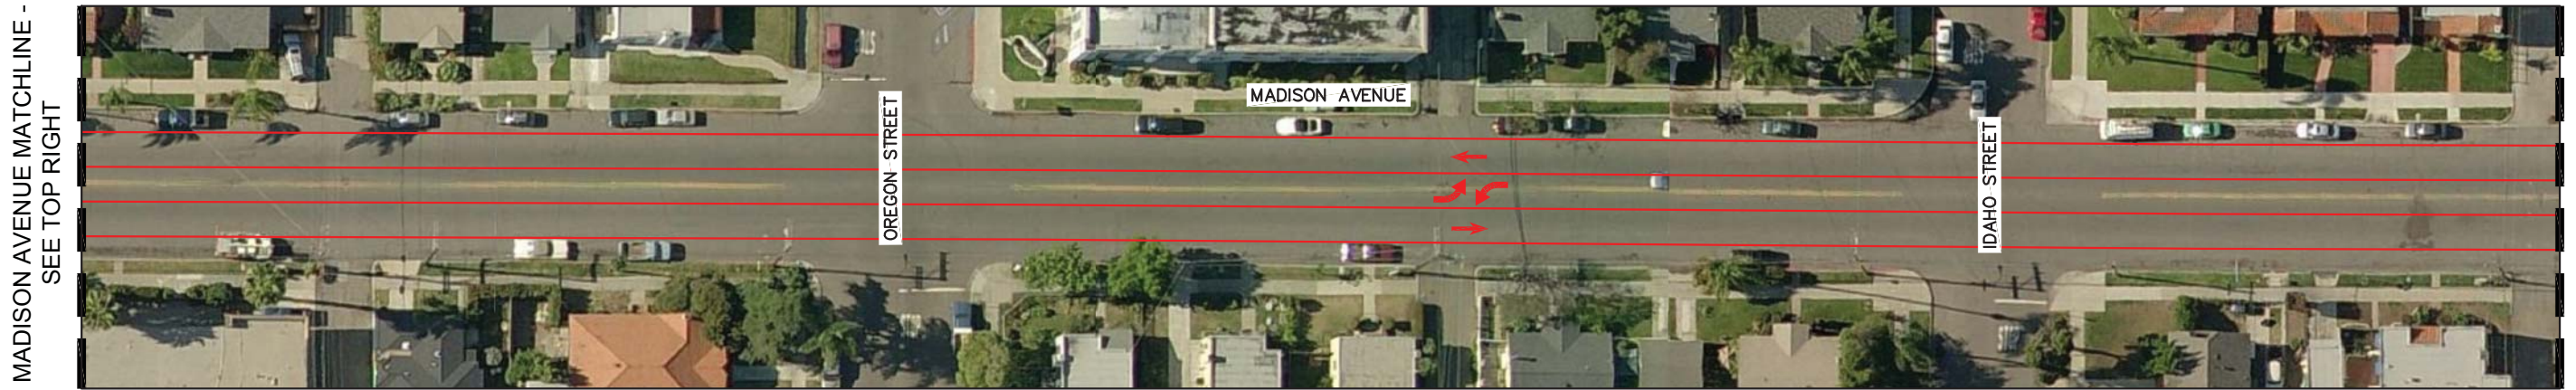 MADISON AVENUE MATCHLINE -
SEE TOP RIGHT
OREGON STREET
MADISON AVENUE
IDAHO STREET